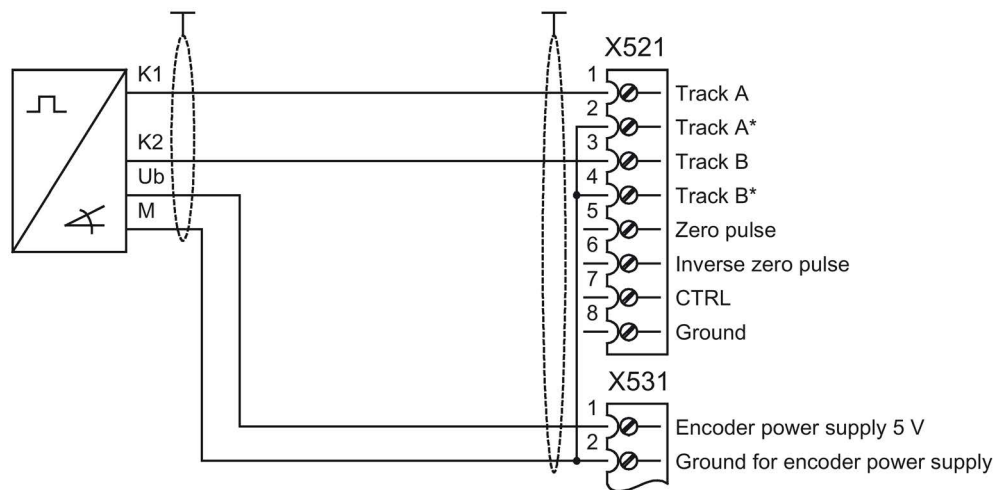 X521
K1
1
Track A
2
Track A*
K2
3
Track B
Ub
4
Track B*
M
5
Zero pulse
6
Inverse zero pulse
7
CTRL
8
Ground
X531
1
Encoder power supply 5 V
2
Ground for encoder power supply